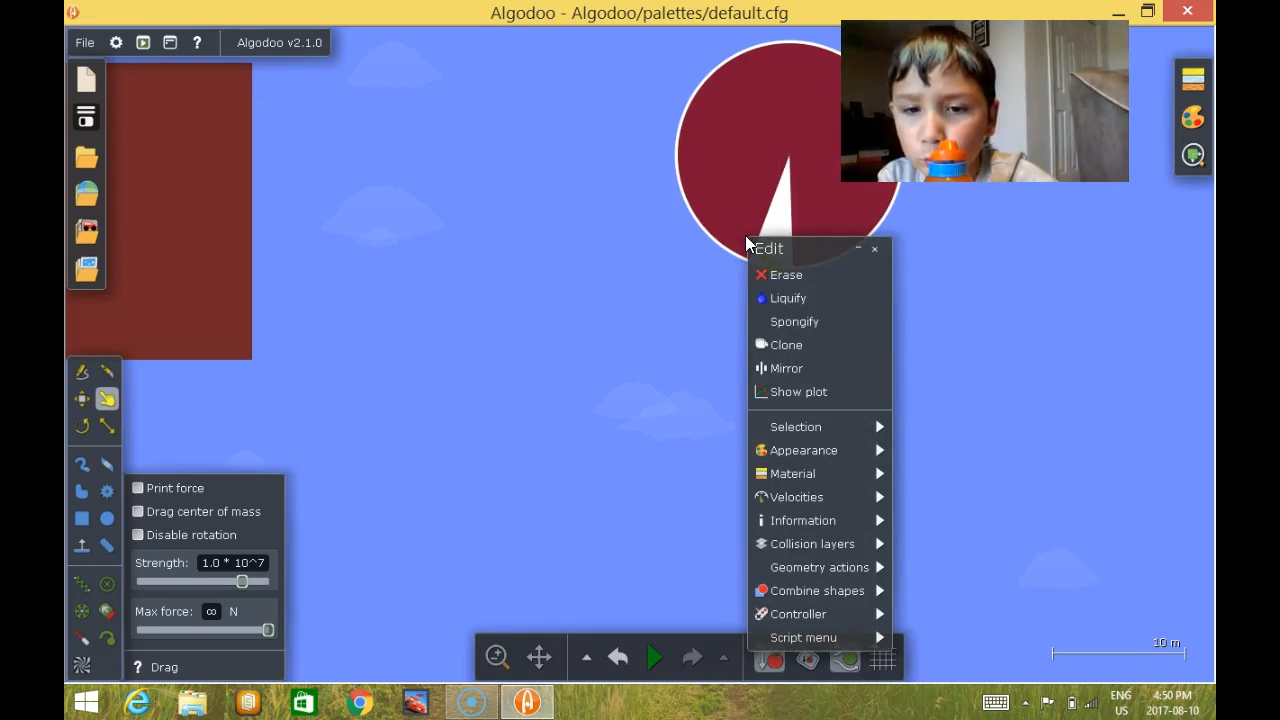 Algodoo - Algodoo/palettes/default.cfg
File
?
Algodoo v2.1.0
Edit
Erase
Liquify
Spongify
Clone
Mirror
Show plot
Selection
Appearance
Material
Velocities
Information
Collision layers
Geometry actions
Combine shapes
Controller
Script menu
Print force
Drag center of mass
Disable rotation
Strength: 1.0 * 10^7
Max force: ∞ N
? Drag
10 m
ENG 4:50 PM
US 2017-08-10